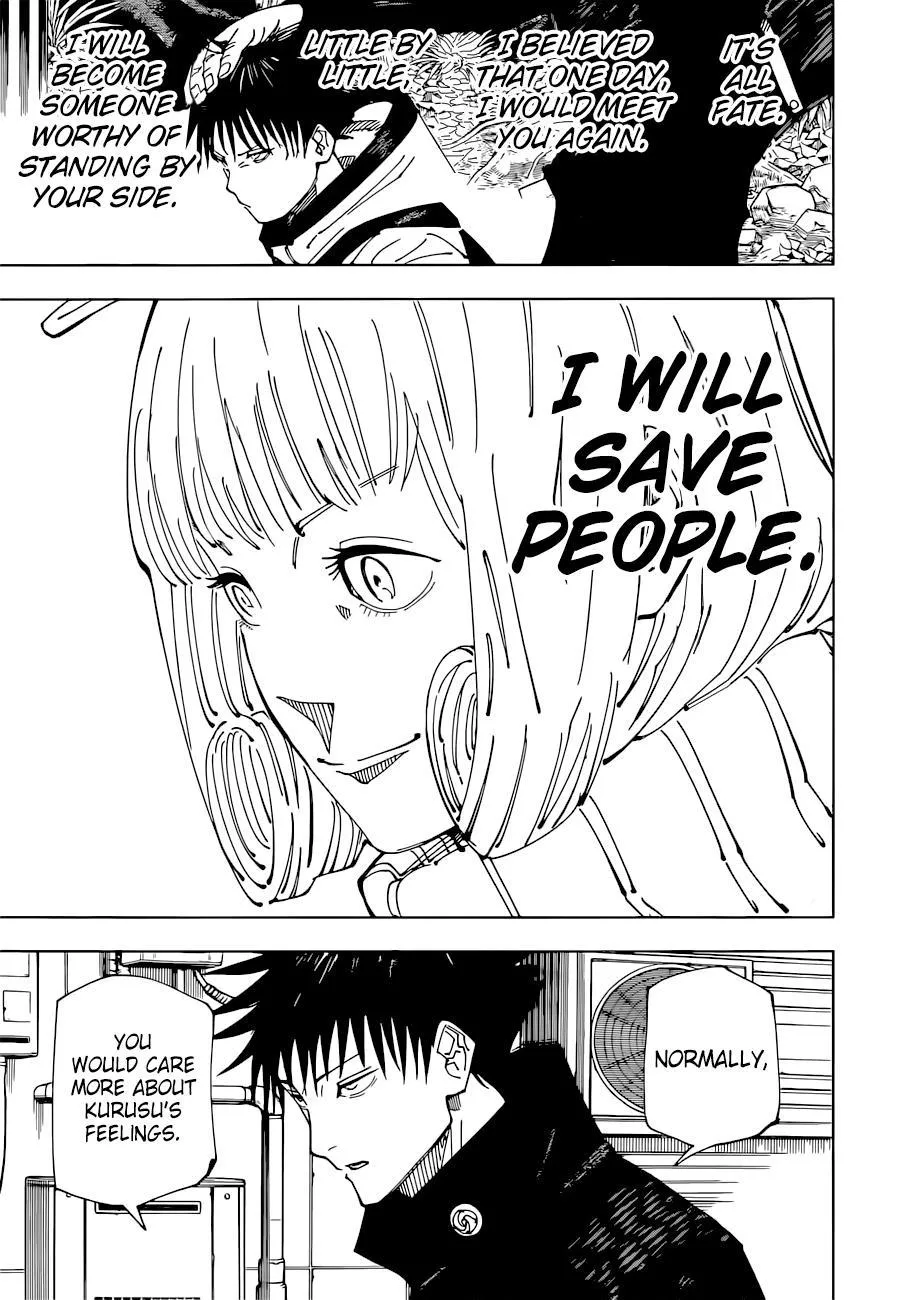 IT'S
ALL
FATE.
I BELIEVED
THAT ONE DAY,
I WOULD MEET
YOU AGAIN.
LITTLE BY
LITTLE,
I WILL
BECOME
SOMEONE
WORTHY OF
STANDING BY
YOUR SIDE.
I WILL
SAVE
PEOPLE.
NORMALLY,
YOU
WOULD CARE
MORE ABOUT
KURUSU'S
FEELINGS.